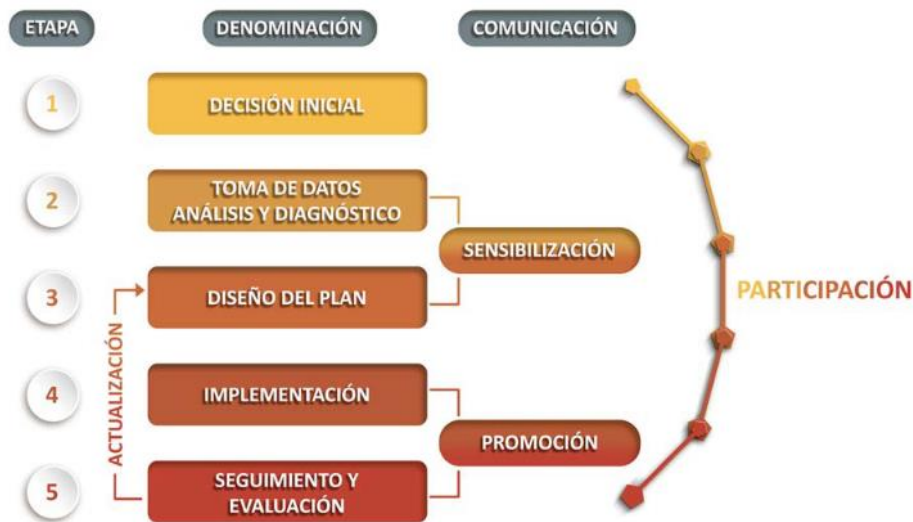 ETAPA
DENOMINACIÓN
COMUNICACIÓN
1
DECISIÓN INICIAL
2
TOMA DE DATOS
ANÁLISIS Y DIAGNÓSTICO
SENSIBILIZACIÓN
3
DISEÑO DEL PLAN
PARTICIPACIÓN
ACTUALIZACIÓN
4
IMPLEMENTACIÓN
PROMOCIÓN
5
SEGUIMIENTO Y
EVALUACIÓN